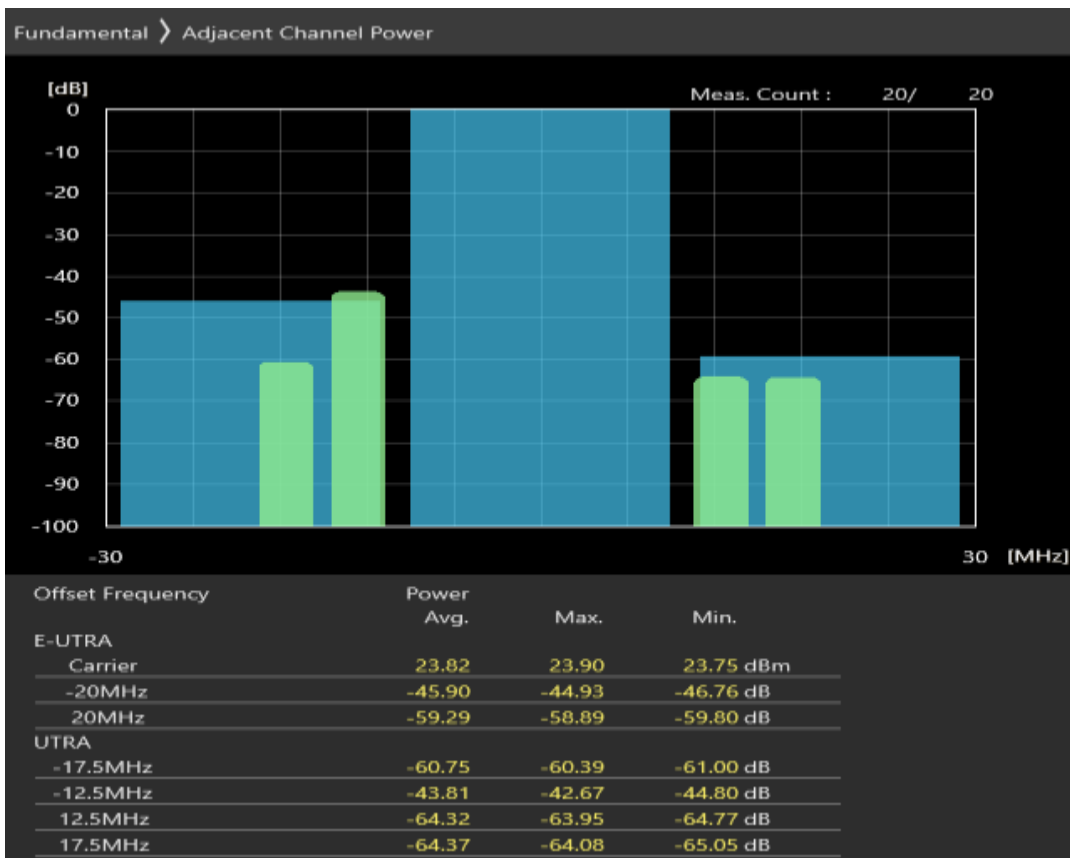 Fundamental 〉 Adjacent Channel Power
[dB]
Meas. Count : 20/ 20
0
-10
-20
-30
-40
-50
-60
-70
-80
-90
-100
-30 30 [MHz]
Offset Frequency Power
Avg. Max. Min.
E-UTRA
Carrier 23.82 23.90 23.75 dBm
-20MHz -45.90 -44.93 -46.76 dB
20MHz -59.29 -58.89 -59.80 dB
UTRA
-17.5MHz -60.75 -60.39 -61.00 dB
-12.5MHz -43.81 -42.67 -44.80 dB
12.5MHz -64.32 -63.95 -64.77 dB
17.5MHz -64.37 -64.08 -65.05 dB